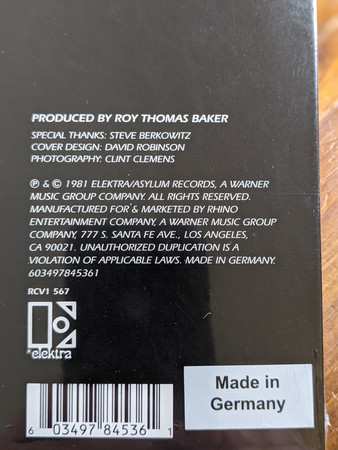 PRODUCED BY ROY THOMAS BAKER
SPECIAL THANKS: STEVE BERKOWITZ
COVER DESIGN: DAVID ROBINSON
PHOTOGRAPHY: CLINT CLEMENS
℗ & © 1981 ELEKTRA/ASYLUM RECORDS, A WARNER
MUSIC GROUP COMPANY. ALL RIGHTS RESERVED.
MANUFACTURED FOR & MARKETED BY RHINO
ENTERTAINMENT COMPANY, A WARNER MUSIC GROUP
COMPANY, 777 S. SANTA FE AVE., LOS ANGELES,
CA 90021. UNAUTHORIZED DUPLICATION IS A
VIOLATION OF APPLICABLE LAWS. MADE IN GERMANY.
603497845361
RCV1 567
elektra
6 03497 84536 1
Made in
Germany